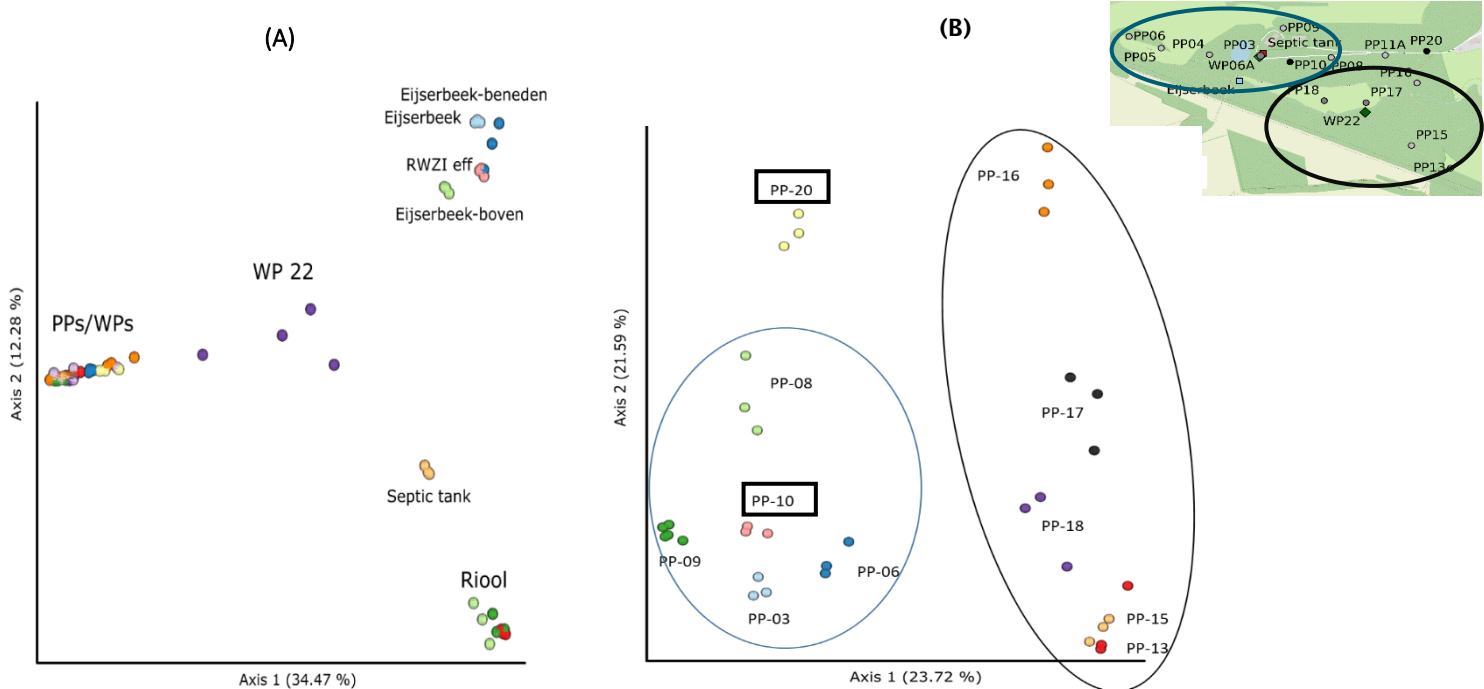 (A)
Eijserbeek-beneden
Eijserbeek
RWZI eff
Eijserbeek-boven
WP 22
PPs/WPs
Septic tank
Riool
Axis 2 (12.28 %)
Axis 1 (34.47 %)
(B)
PP-20
PP-16
PP-08
PP-17
PP-10
PP-18
PP-09
PP-06
PP-03
PP-15
PP-13
Axis 2 (21.59 %)
Axis 1 (23.72 %)
PP09
PP06
PP04
PP03
Septic tank
PP11A
PP20
PP05
WP06A
PP10
PP08
PP16
Eijserbeek
PP18
PP17
WP22
PP15